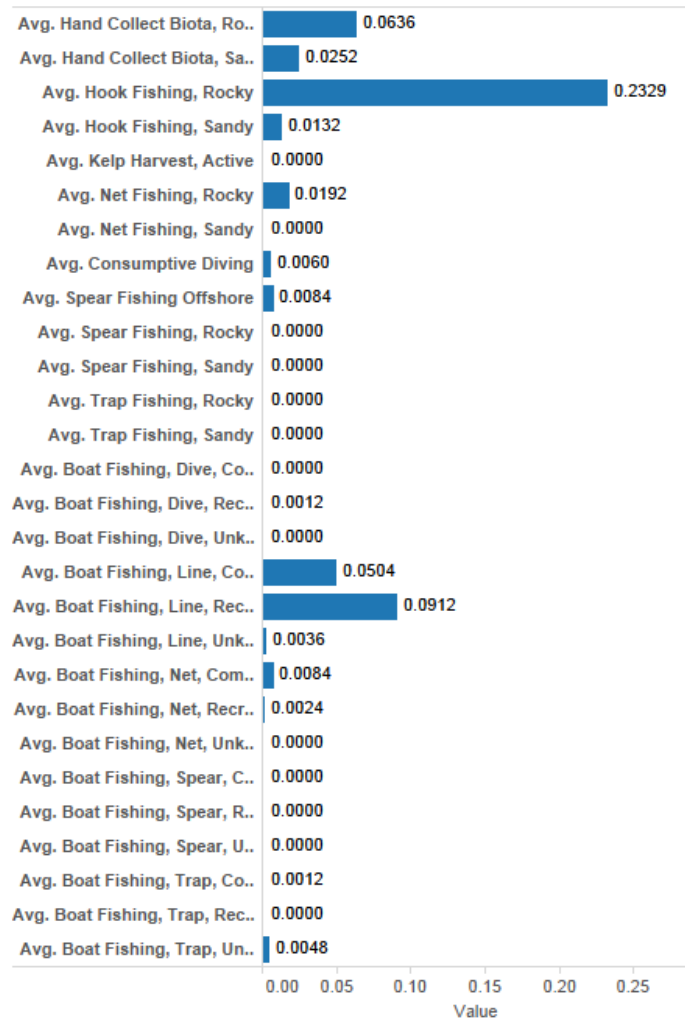 Avg. Hand Collect Biota, Ro.. 0.0636
Avg. Hand Collect Biota, Sa.. 0.0252
Avg. Hook Fishing, Rocky 0.2329
Avg. Hook Fishing, Sandy 0.0132
Avg. Kelp Harvest, Active 0.0000
Avg. Net Fishing, Rocky 0.0192
Avg. Net Fishing, Sandy 0.0000
Avg. Consumptive Diving 0.0060
Avg. Spear Fishing Offshore 0.0084
Avg. Spear Fishing, Rocky 0.0000
Avg. Spear Fishing, Sandy 0.0000
Avg. Trap Fishing, Rocky 0.0000
Avg. Trap Fishing, Sandy 0.0000
Avg. Boat Fishing, Dive, Co.. 0.0000
Avg. Boat Fishing, Dive, Rec.. 0.0012
Avg. Boat Fishing, Dive, Unk.. 0.0000
Avg. Boat Fishing, Line, Co.. 0.0504
Avg. Boat Fishing, Line, Rec.. 0.0912
Avg. Boat Fishing, Line, Unk.. 0.0036
Avg. Boat Fishing, Net, Com.. 0.0084
Avg. Boat Fishing, Net, Recr.. 0.0024
Avg. Boat Fishing, Net, Unk.. 0.0000
Avg. Boat Fishing, Spear, C.. 0.0000
Avg. Boat Fishing, Spear, R.. 0.0000
Avg. Boat Fishing, Spear, U.. 0.0000
Avg. Boat Fishing, Trap, Co.. 0.0012
Avg. Boat Fishing, Trap, Rec.. 0.0000
Avg. Boat Fishing, Trap, Un.. 0.0048
0.00 0.05 0.10 0.15 0.20 0.25
Value